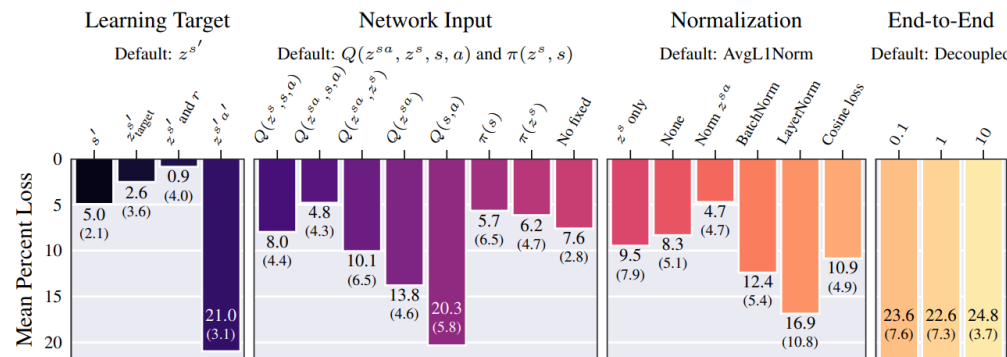 Learning Target
Default: z^{s'}
s'
z^{s'}_{target}
z^{s'} and r
z^{s'a'}
Network Input
Default: Q(z^{sa}, z^s, s, a) and π(z^s, s)
Q(z^s, s, a)
Q(z^{sa}, s, a)
Q(z^{sa}, z^s)
Q(z^{sa})
Q(s, a)
π(s)
π(z^s)
No fixed
Normalization
Default: AvgL1Norm
z^s only
None
Norm z^{sa}
BatchNorm
LayerNorm
Cosine loss
End-to-End
Default: Decoupled
0.1
1
10
Mean Percent Loss
0
5
10
15
20
5.0
(2.1)
2.6
(3.6)
0.9
(4.0)
21.0
(3.1)
8.0
(4.4)
4.8
(4.3)
10.1
(6.5)
13.8
(4.6)
20.3
(5.8)
5.7
(6.5)
6.2
(4.7)
7.6
(2.8)
9.5
(7.9)
8.3
(5.1)
4.7
(4.7)
12.4
(5.4)
16.9
(10.8)
10.9
(4.9)
23.6
(7.6)
22.6
(7.3)
24.8
(3.7)